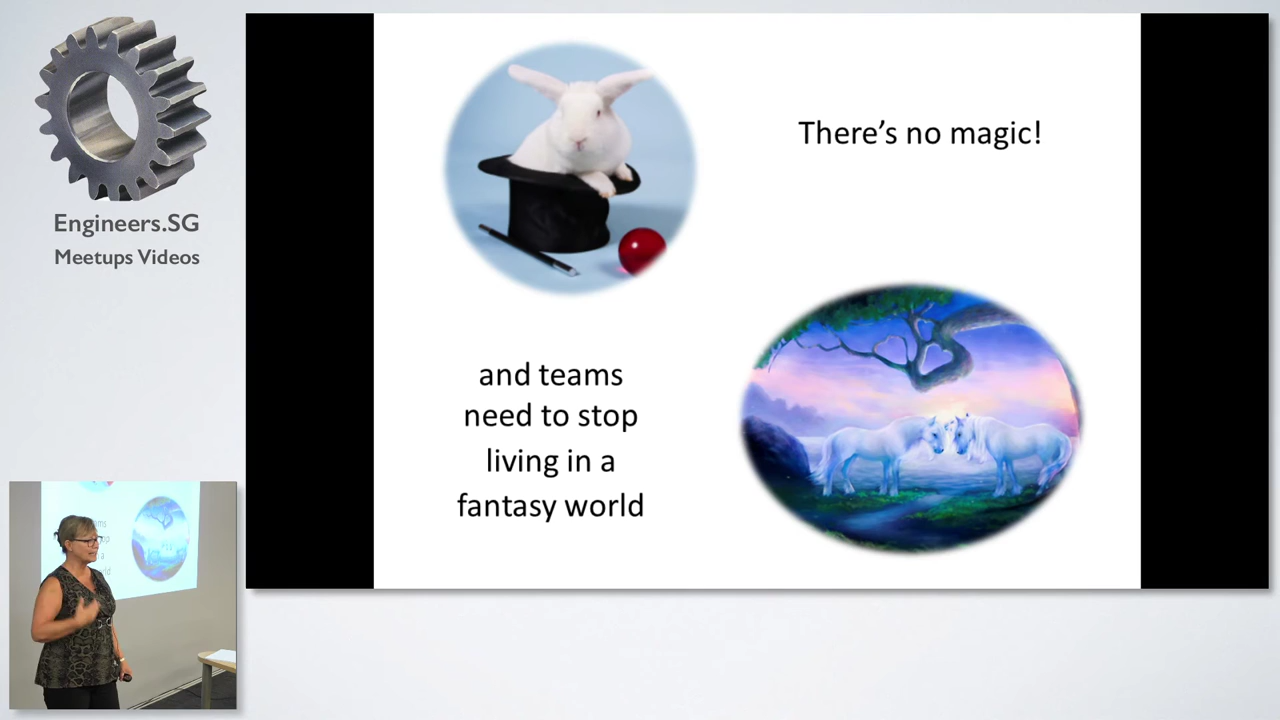 Engineers.SG
Meetups Videos
There's no magic!
and teams
need to stop
living in a
fantasy world